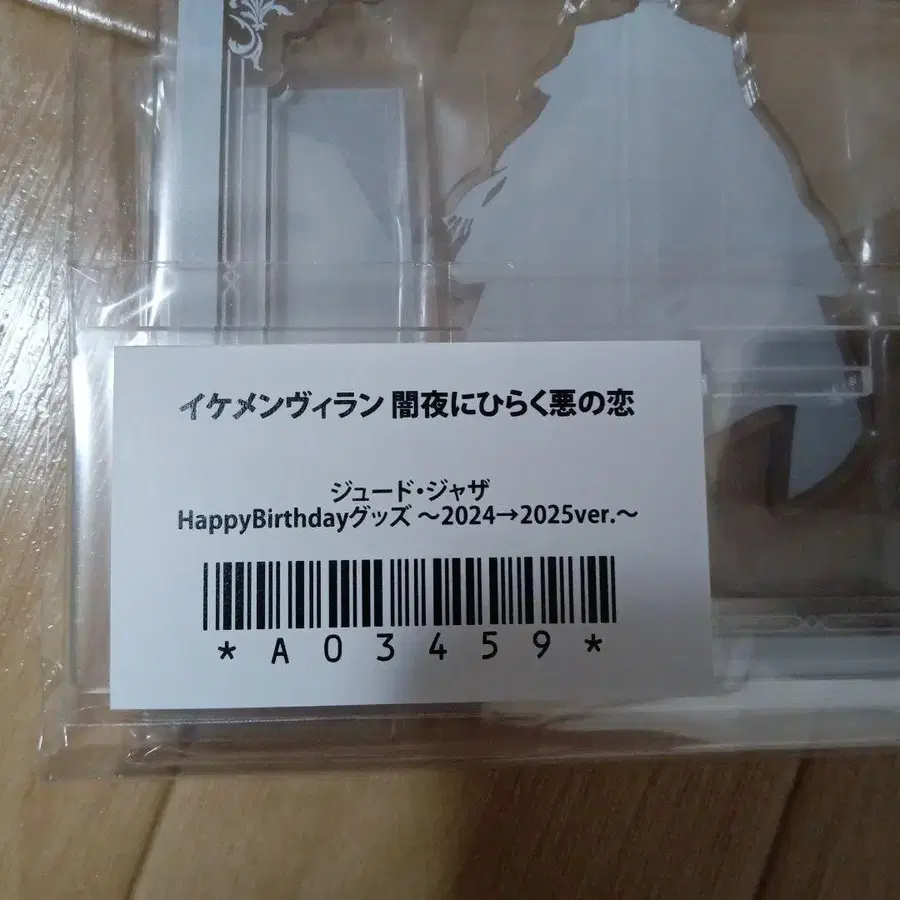 イケメンヴィラン 闇夜にひらく悪の恋
ジュード・ジャザ
HappyBirthdayグッズ ～2024→2025ver.～
*A03459*